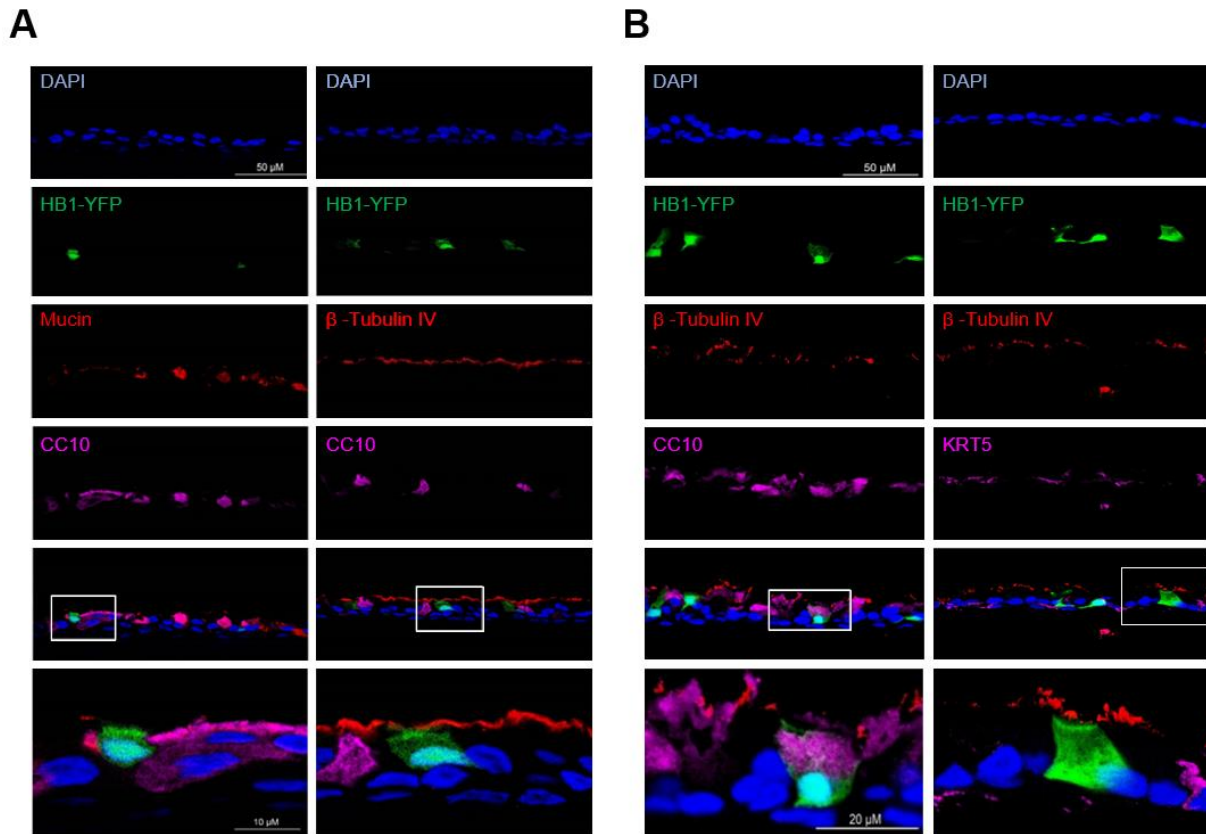 A
B
DAPI
DAPI
DAPI
DAPI
50 µM
50 µM
HB1-YFP
HB1-YFP
HB1-YFP
HB1-YFP
Mucin
β -Tubulin IV
β -Tubulin IV
β -Tubulin IV
CC10
CC10
CC10
KRT5
10 µM
20 µM